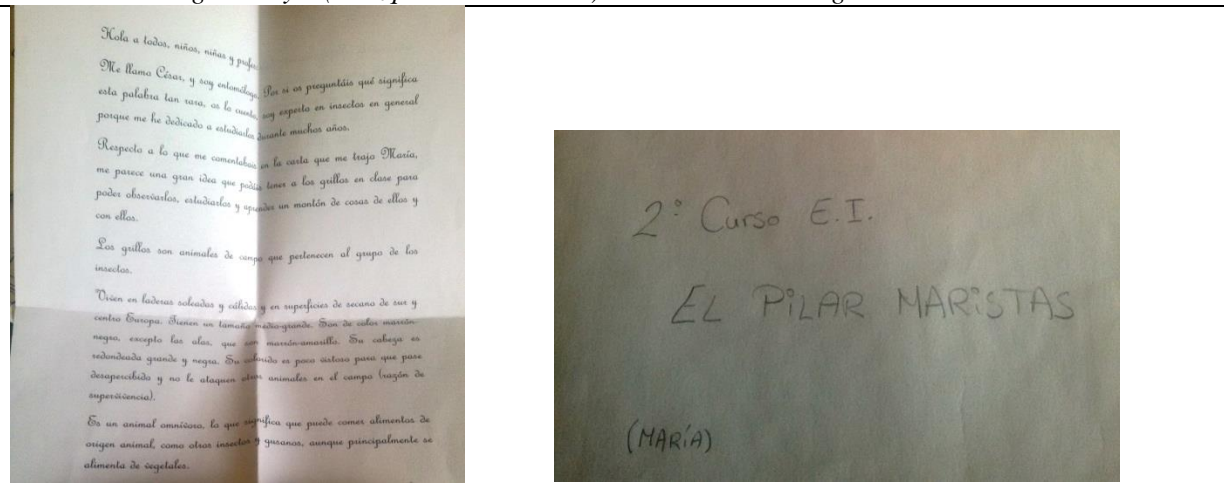 Hola a todos, niños, niñas y profes.
Me llamo César, y soy entomólogo. Por si os preguntáis qué significa
esta palabra tan rara, os lo cuento, soy experto en insectos en general
porque me he dedicado a estudiarlos durante muchos años.
Respecto a lo que me comentabais en la carta que me trajo María,
me parece una gran idea que podáis tener a los grillos en clase para
poder observarlos, estudiarlos y aprender un montón de cosas de ellos y
con ellos.
Los grillos son animales de campo que pertenecen al grupo de los
insectos.
Viven en laderas soleadas y cálidas y en superficies de secano de sur y
centro Europa. Tienen un tamaño medio-grande. Son de color marrón-
negro, excepto las alas, que son marrón-amarillo. Su cabeza es
redondeada grande y negra. Su colorido es poco vistoso para que pase
desapercibido y no le ataquen otros animales en el campo (razón de
supervivencia).
Es un animal omnívoro, lo que significa que puede comer alimentos de
origen animal, como otros insectos y gusanos, aunque principalmente se
alimenta de vegetales.
2º Curso E.I.
EL PILAR MARISTAS
(MARÍA)